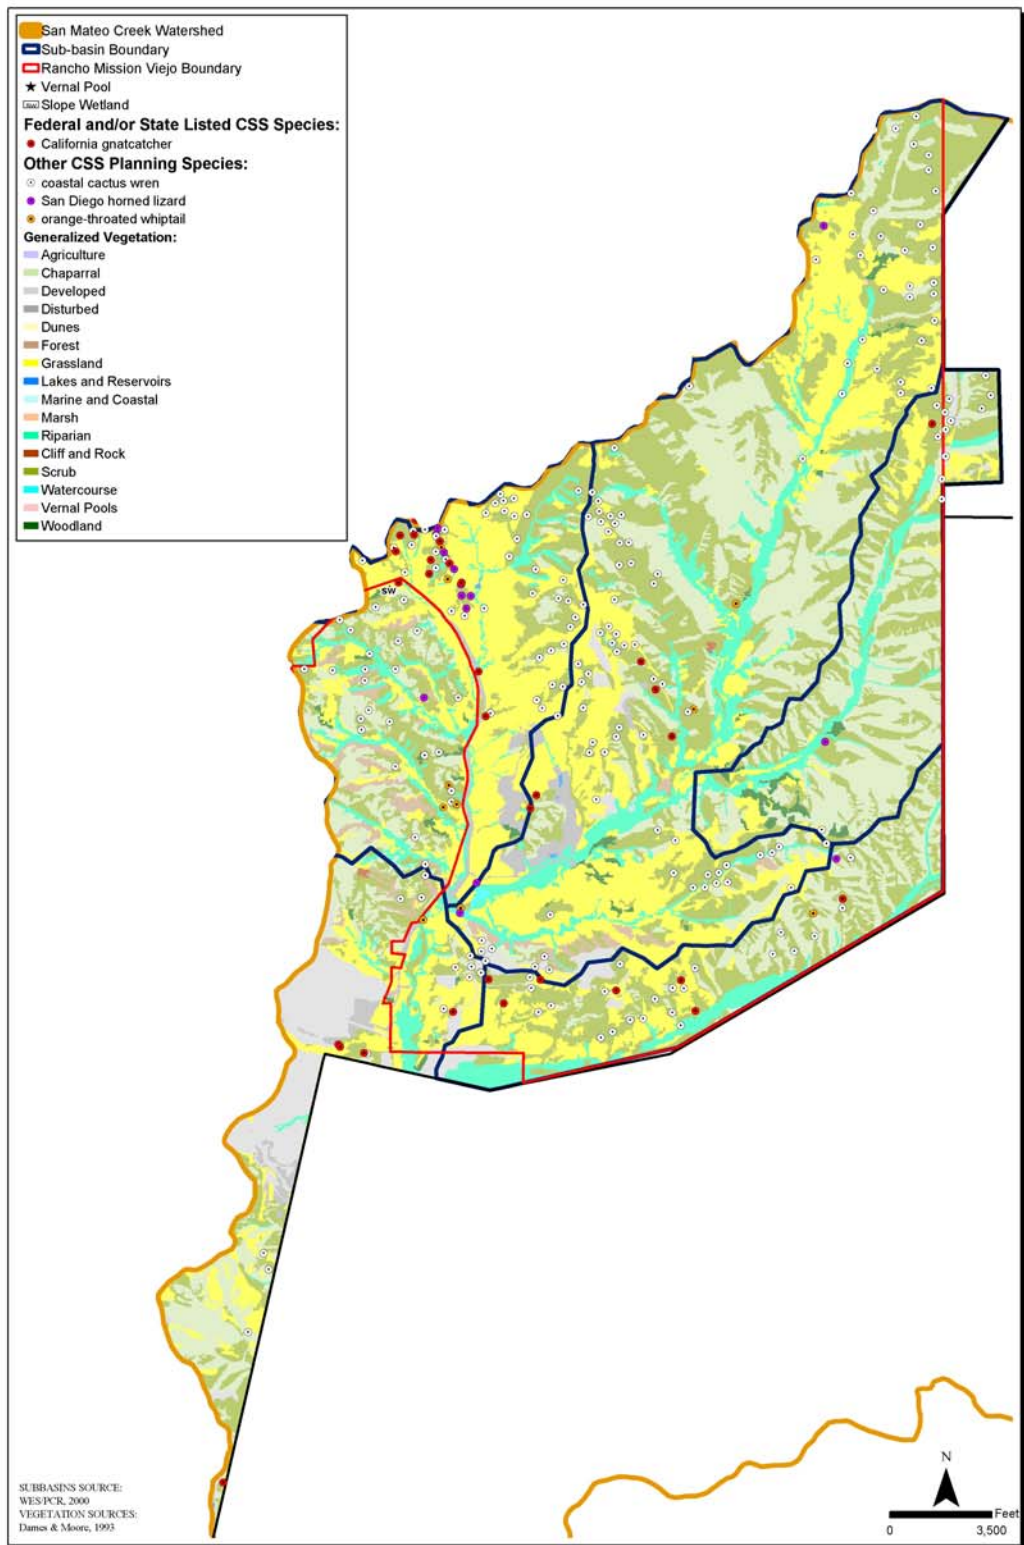 San Mateo Creek Watershed
Sub-basin Boundary
Rancho Mission Viejo Boundary
Vernal Pool
Slope Wetland
Federal and/or State Listed CSS Species:
California gnatcatcher
Other CSS Planning Species:
coastal cactus wren
San Diego horned lizard
orange-throated whiptail
Generalized Vegetation:
Agriculture
Chaparral
Developed
Disturbed
Dunes
Forest
Grassland
Lakes and Reservoirs
Marine and Coastal
Marsh
Riparian
Cliff and Rock
Scrub
Watercourse
Vernal Pools
Woodland
SW
SUBBASINS SOURCE:
WES/PCR, 2000
VEGETATION SOURCES:
Dames & Moore, 1993
N
Feet
0 3,500